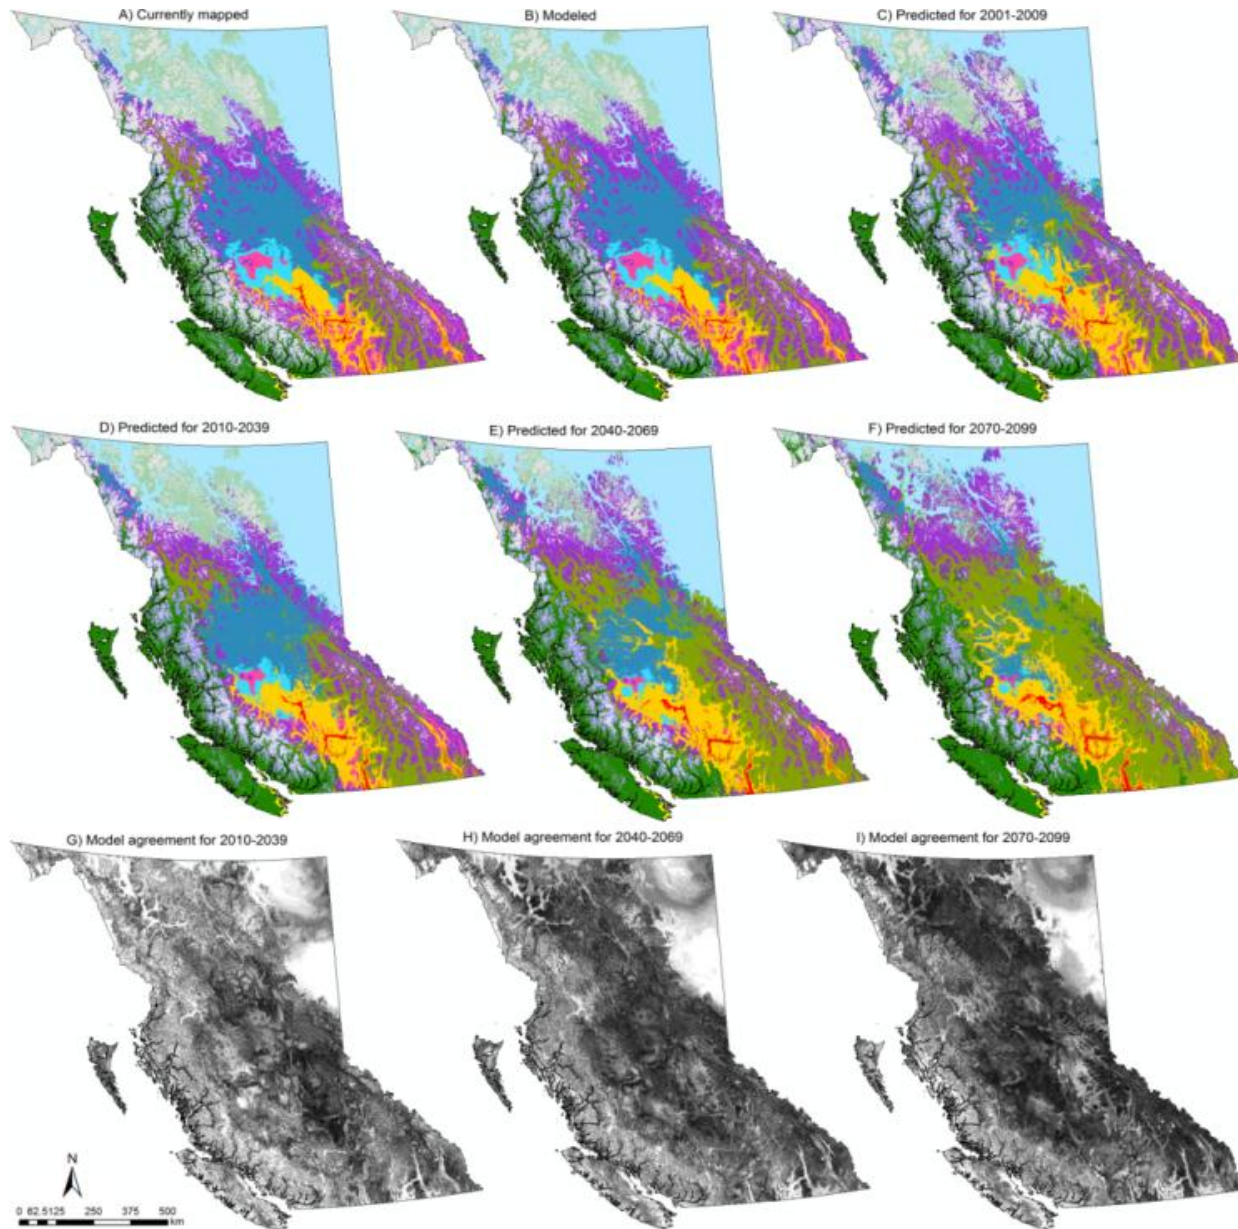 A) Currently mapped
B) Modeled
C) Predicted for 2001-2009
D) Predicted for 2010-2039
E) Predicted for 2040-2069
F) Predicted for 2070-2099
G) Model agreement for 2010-2039
H) Model agreement for 2040-2069
I) Model agreement for 2070-2099
N
0 62.5125 250 375 500
km